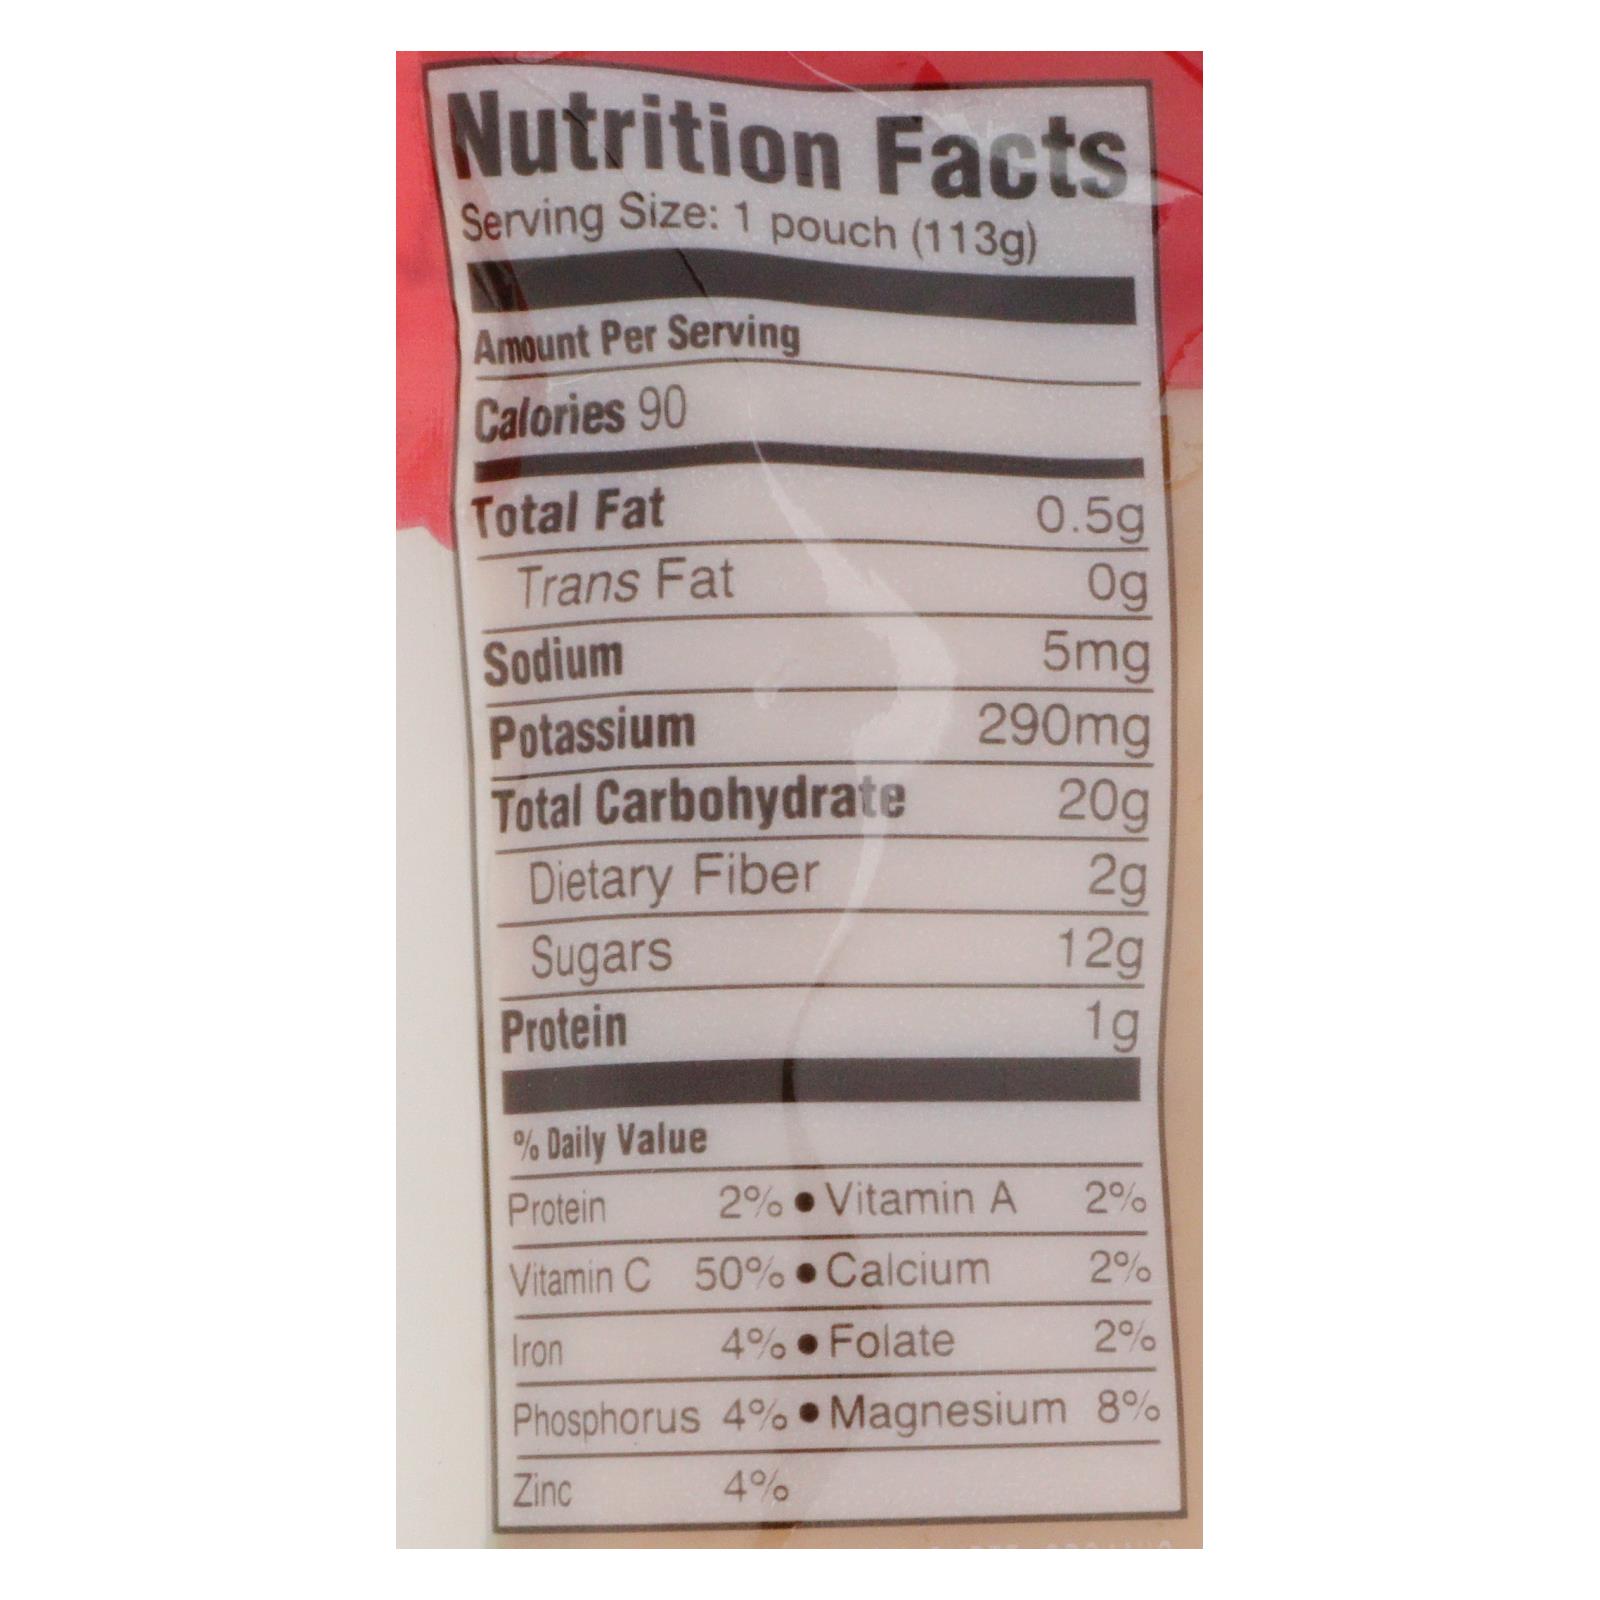 Nutrition Facts
Serving Size: 1 pouch (113g)
Amount Per Serving
Calories 90
Total Fat 0.5g
Trans Fat 0g
Sodium 5mg
Potassium 290mg
Total Carbohydrate 20g
Dietary Fiber 2g
Sugars 12g
Protein 1g
% Daily Value
Protein 2% • Vitamin A 2%
Vitamin C 50% • Calcium 2%
Iron 4% • Folate 2%
Phosphorus 4% • Magnesium 8%
Zinc 4%